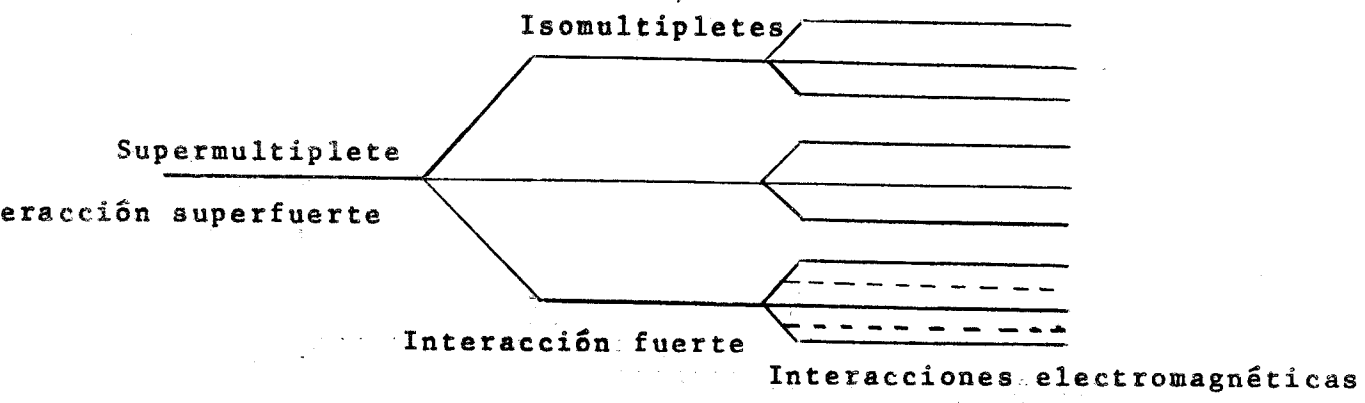 Isomultipletes
Supermultiplete
eracción superfuerte
Interacción fuerte
Interacciones electromagnéticas